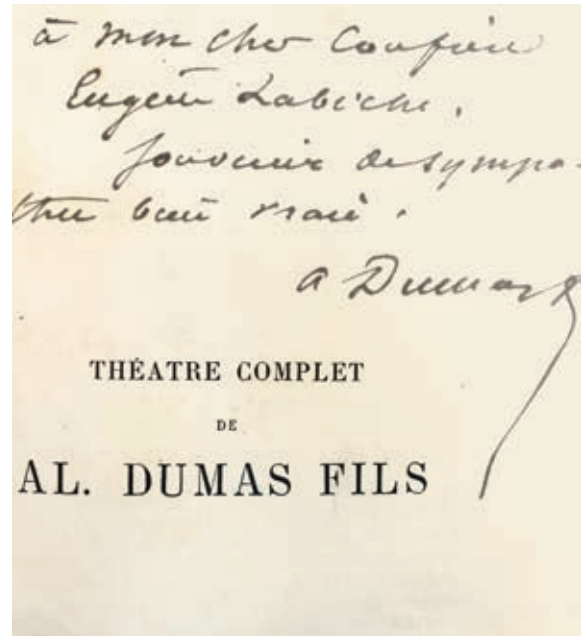 à mon cher Confrère
Eugène Labiche.
Souvenir de sympa-
thie bien vraie.
A Dumas f
THÉATRE COMPLET
DE
AL. DUMAS FILS